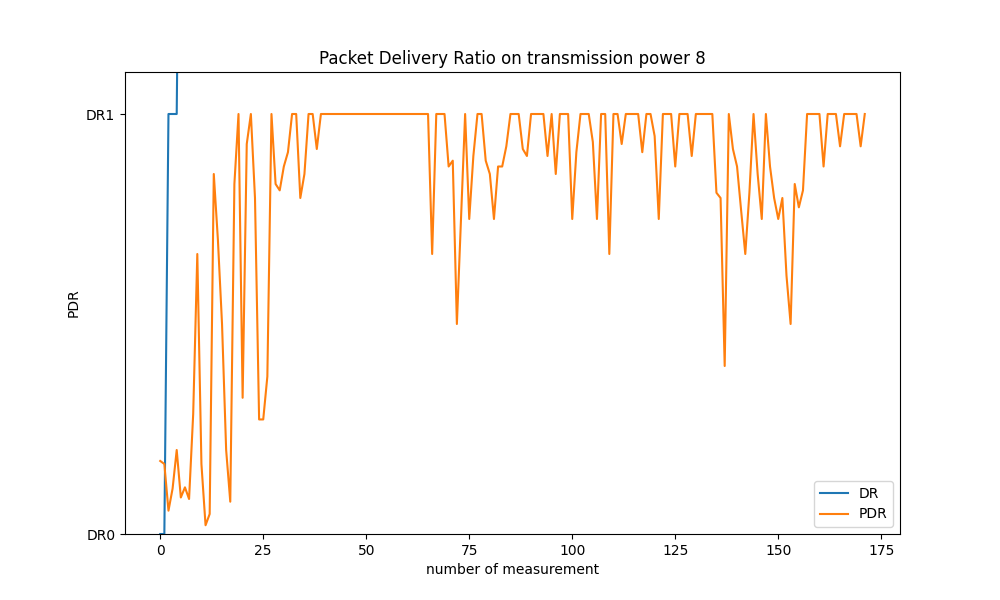 Packet Delivery Ratio on transmission power 8
DR1
PDR
DR0
DR
PDR
0 25 50 75 100 125 150 175
number of measurement